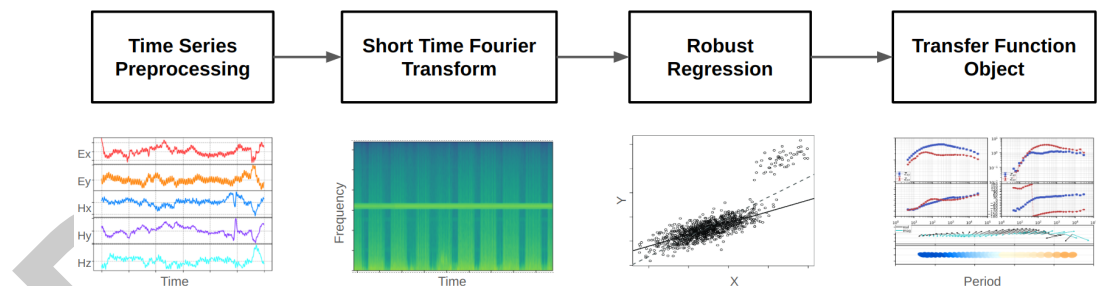 Time Series
Preprocessing
Short Time Fourier
Transform
Robust
Regression
Transfer Function
Object
Ex
Ey
Hx
Hy
Hz
Time
Frequency
Time
Y
X
Period